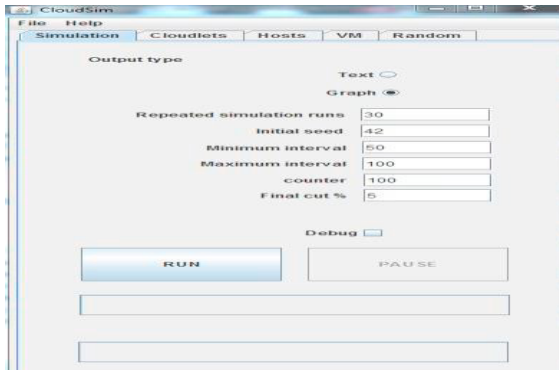 CloudSim
File Help
Simulation Cloudlets Hosts VM Random
Output type
Text
Graph
Repeated simulation runs 30
Initial seed 42
Minimum interval 50
Maximum interval 100
counter 100
Final cut % 5
Debug
RUN PAUSE